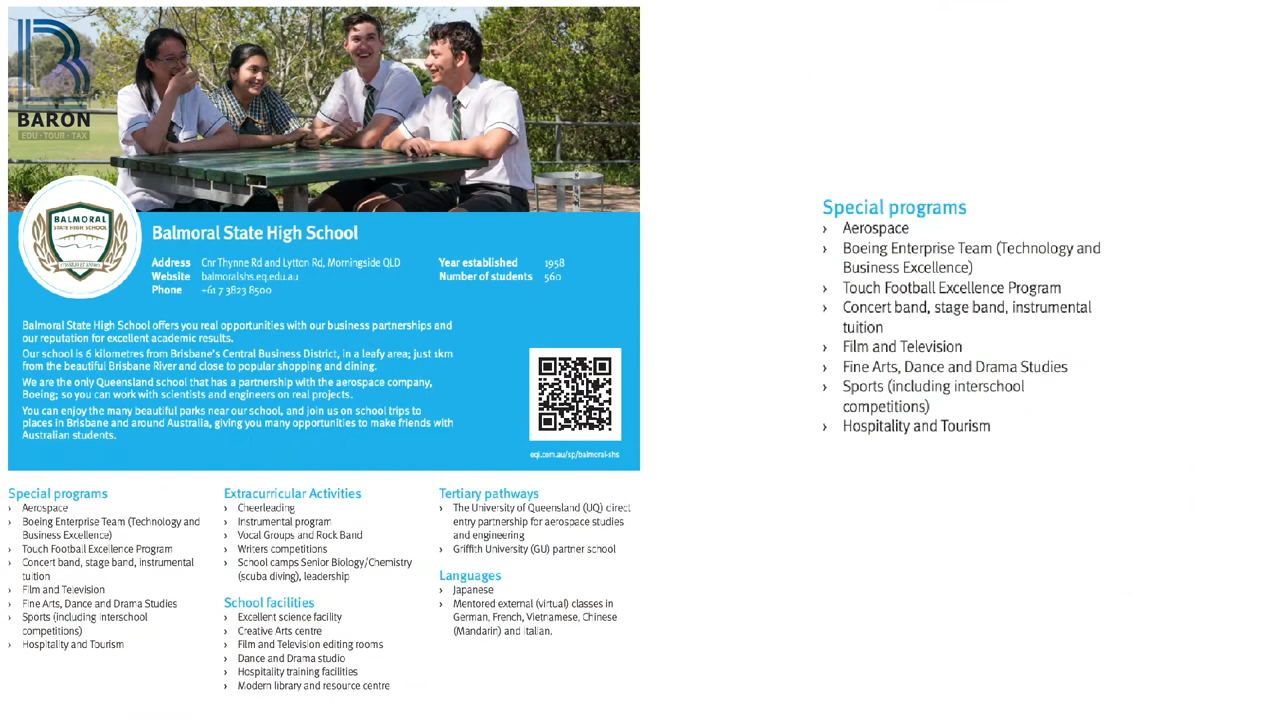 BARON
EDU · TOUR · TAX
BALMORAL
STATE HIGH SCHOOL
Balmoral State High School
Address Cnr Thynne Rd and Lytton Rd, Morningside QLD
Website balmoralshs.eq.edu.au
Phone +61 7 3823 8500
Year established 1958
Number of students 560
Balmoral State High School offers you real opportunities with our business partnerships and
our reputation for excellent academic results.
Our school is 6 kilometres from Brisbane's Central Business District, in a leafy area; just 1km
from the beautiful Brisbane River and close to popular shopping and dining.
We are the only Queensland school that has a partnership with the aerospace company,
Boeing; so you can work with scientists and engineers on real projects.
You can enjoy the many beautiful parks near our school, and join us on school trips to
places in Brisbane and around Australia, giving you many opportunities to make friends with
Australian students.
eqi.com.au/sp/balmoral-shs
Special programs
› Aerospace
› Boeing Enterprise Team (Technology and
Business Excellence)
› Touch Football Excellence Program
› Concert band, stage band, instrumental
tuition
› Film and Television
› Fine Arts, Dance and Drama Studies
› Sports (including interschool
competitions)
› Hospitality and Tourism
Extracurricular Activities
› Cheerleading
› Instrumental program
› Vocal Groups and Rock Band
› Writers competitions
› School camps Senior Biology/Chemistry
(scuba diving), leadership
School facilities
› Excellent science facility
› Creative Arts centre
› Film and Television editing rooms
› Dance and Drama studio
› Hospitality training facilities
› Modern library and resource centre
Tertiary pathways
› The University of Queensland (UQ) direct
entry partnership for aerospace studies
and engineering
› Griffith University (GU) partner school
Languages
› Japanese
› Mentored external (virtual) classes in
German, French, Vietnamese, Chinese
(Mandarin) and Italian.
Special programs
› Aerospace
› Boeing Enterprise Team (Technology and
Business Excellence)
› Touch Football Excellence Program
› Concert band, stage band, instrumental
tuition
› Film and Television
› Fine Arts, Dance and Drama Studies
› Sports (including interschool
competitions)
› Hospitality and Tourism